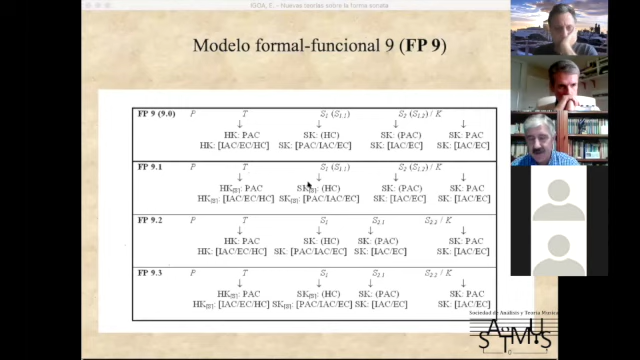 IGOA, E. - Nuevas teorías sobre la forma sonata
Modelo formal-funcional 9 (FP 9)
FP 9 (9.0) P T S1 (S1,1) S2 (S1,2) / K
↓ ↓ ↓ ↓
HK: PAC SK: (HC) SK: (PAC) SK: PAC
HK: [IAC/EC/HC] SK: [PAC/IAC/EC] SK: [IAC/EC] SK: [IAC/EC]
FP 9.1 P T S1 (S1,1) S2 (S1,2) / K
↓ ↓ ↓ ↓
HK[S]: PAC SK[S]: (HC) SK: (PAC) SK: PAC
HK[S]: [IAC/EC/HC] SK[S]: [PAC/IAC/EC] SK: [IAC/EC] SK: [IAC/EC]
FP 9.2 P T S1 S2,1 S2,2 / K
↓ ↓ ↓ ↓
HK: PAC SK: (HC) SK: (PAC) SK: PAC
HK: [IAC/EC/HC] SK: [PAC/IAC/EC] SK: [IAC/EC] SK: [IAC/EC]
FP 9.3 P T S1 S2,1 S2,2 / K
↓ ↓ ↓ ↓
HK[S]: PAC SK[S]: (HC) SK: (PAC) SK: PAC
HK[S]: [IAC/EC/HC] SK[S]: [PAC/IAC/EC] SK: [IAC/EC] SK: [IAC/EC]
Sociedad de Análisis y Teoría Musical
SATMUS